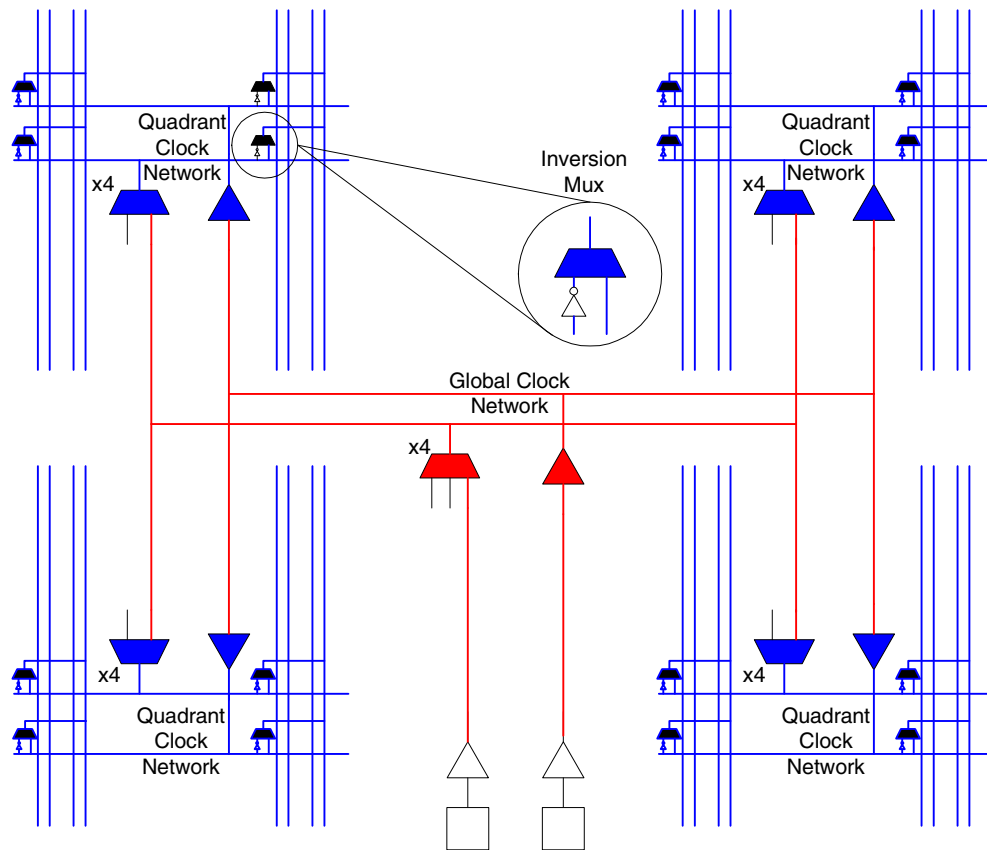 Quadrant
Clock
Network
x4
Quadrant
Clock
Network
x4
Inversion
Mux
Global Clock
Network
x4
x4
Quadrant
Clock
Network
x4
Quadrant
Clock
Network